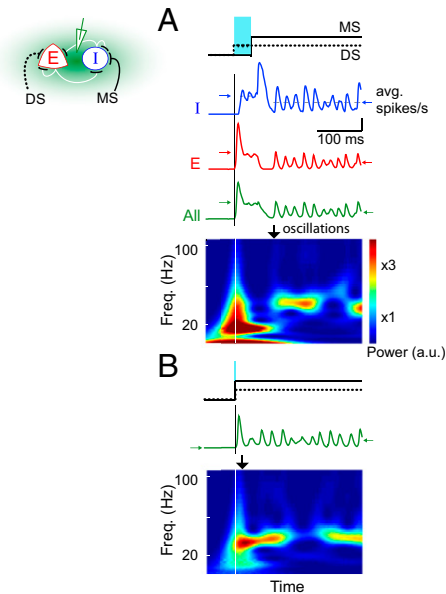 A
MS
DS
E
I
DS
MS
I
avg.
spikes/s
100 ms
E
All
oscillations
100
Freq. (Hz)
20
x3
x1
Power (a.u.)
B
100
Freq. (Hz)
20
Time